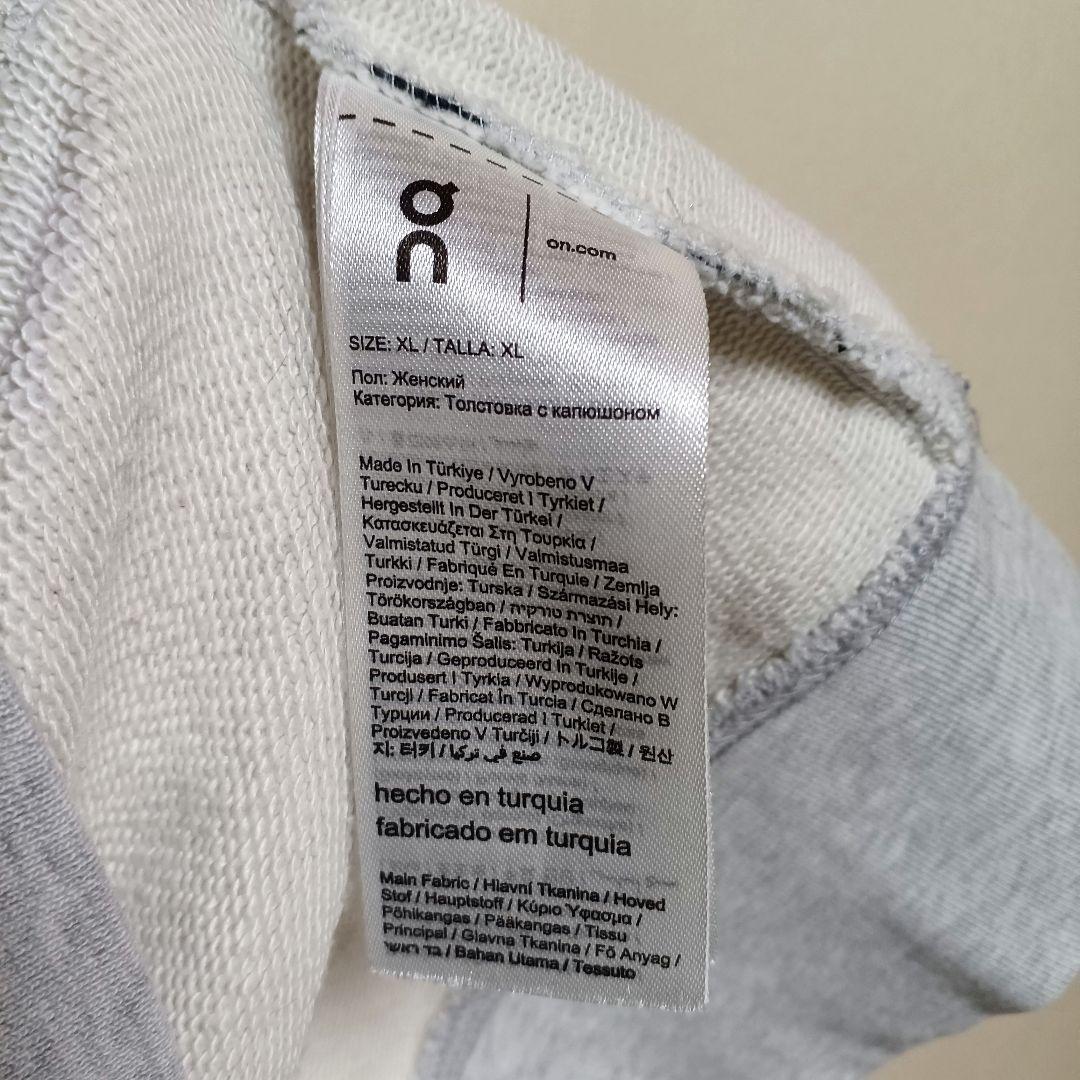 on
on.com
SIZE: XL / TALLA: XL
Пол: Женский
Категория: Толстовка с капюшоном
Made In Türkiye / Vyrobeno V
Turecku / Produceret I Tyrkiet /
Hergestellt In Der Türkei /
Κατασκευάζεται Στη Τουρκία /
Valmistatud Türgi / Valmistusmaa
Turkki / Fabriqué En Turquie / Zemlja
Proizvodnje: Turska / Származási Hely:
Törökországban / תוצרת טורקיה /
Buatan Turki / Fabbricato In Turchia /
Pagaminimo Šalis: Turkija / Ražots
Turcija / Geproduceerd In Turkije /
Produsert I Tyrkia / Wyprodukowano W
Turcji / Fabricat În Turcia / Сделано В
Турции / Producerad I Turkiet /
Proizvedeno V Turčiji / トルコ製 / 원산
지: 터키 / صنع في تركيا
hecho en turquia
fabricado em turquia
Main Fabric / Hlavní Tkanina / Hoved
Stof / Hauptstoff / Κύριο Ύφασμα /
Põhikangas / Pääkangas / Tissu
Principal / Glavna Tkanina / Fő Anyag /
בד ראשי / Bahan Utama / Tessuto